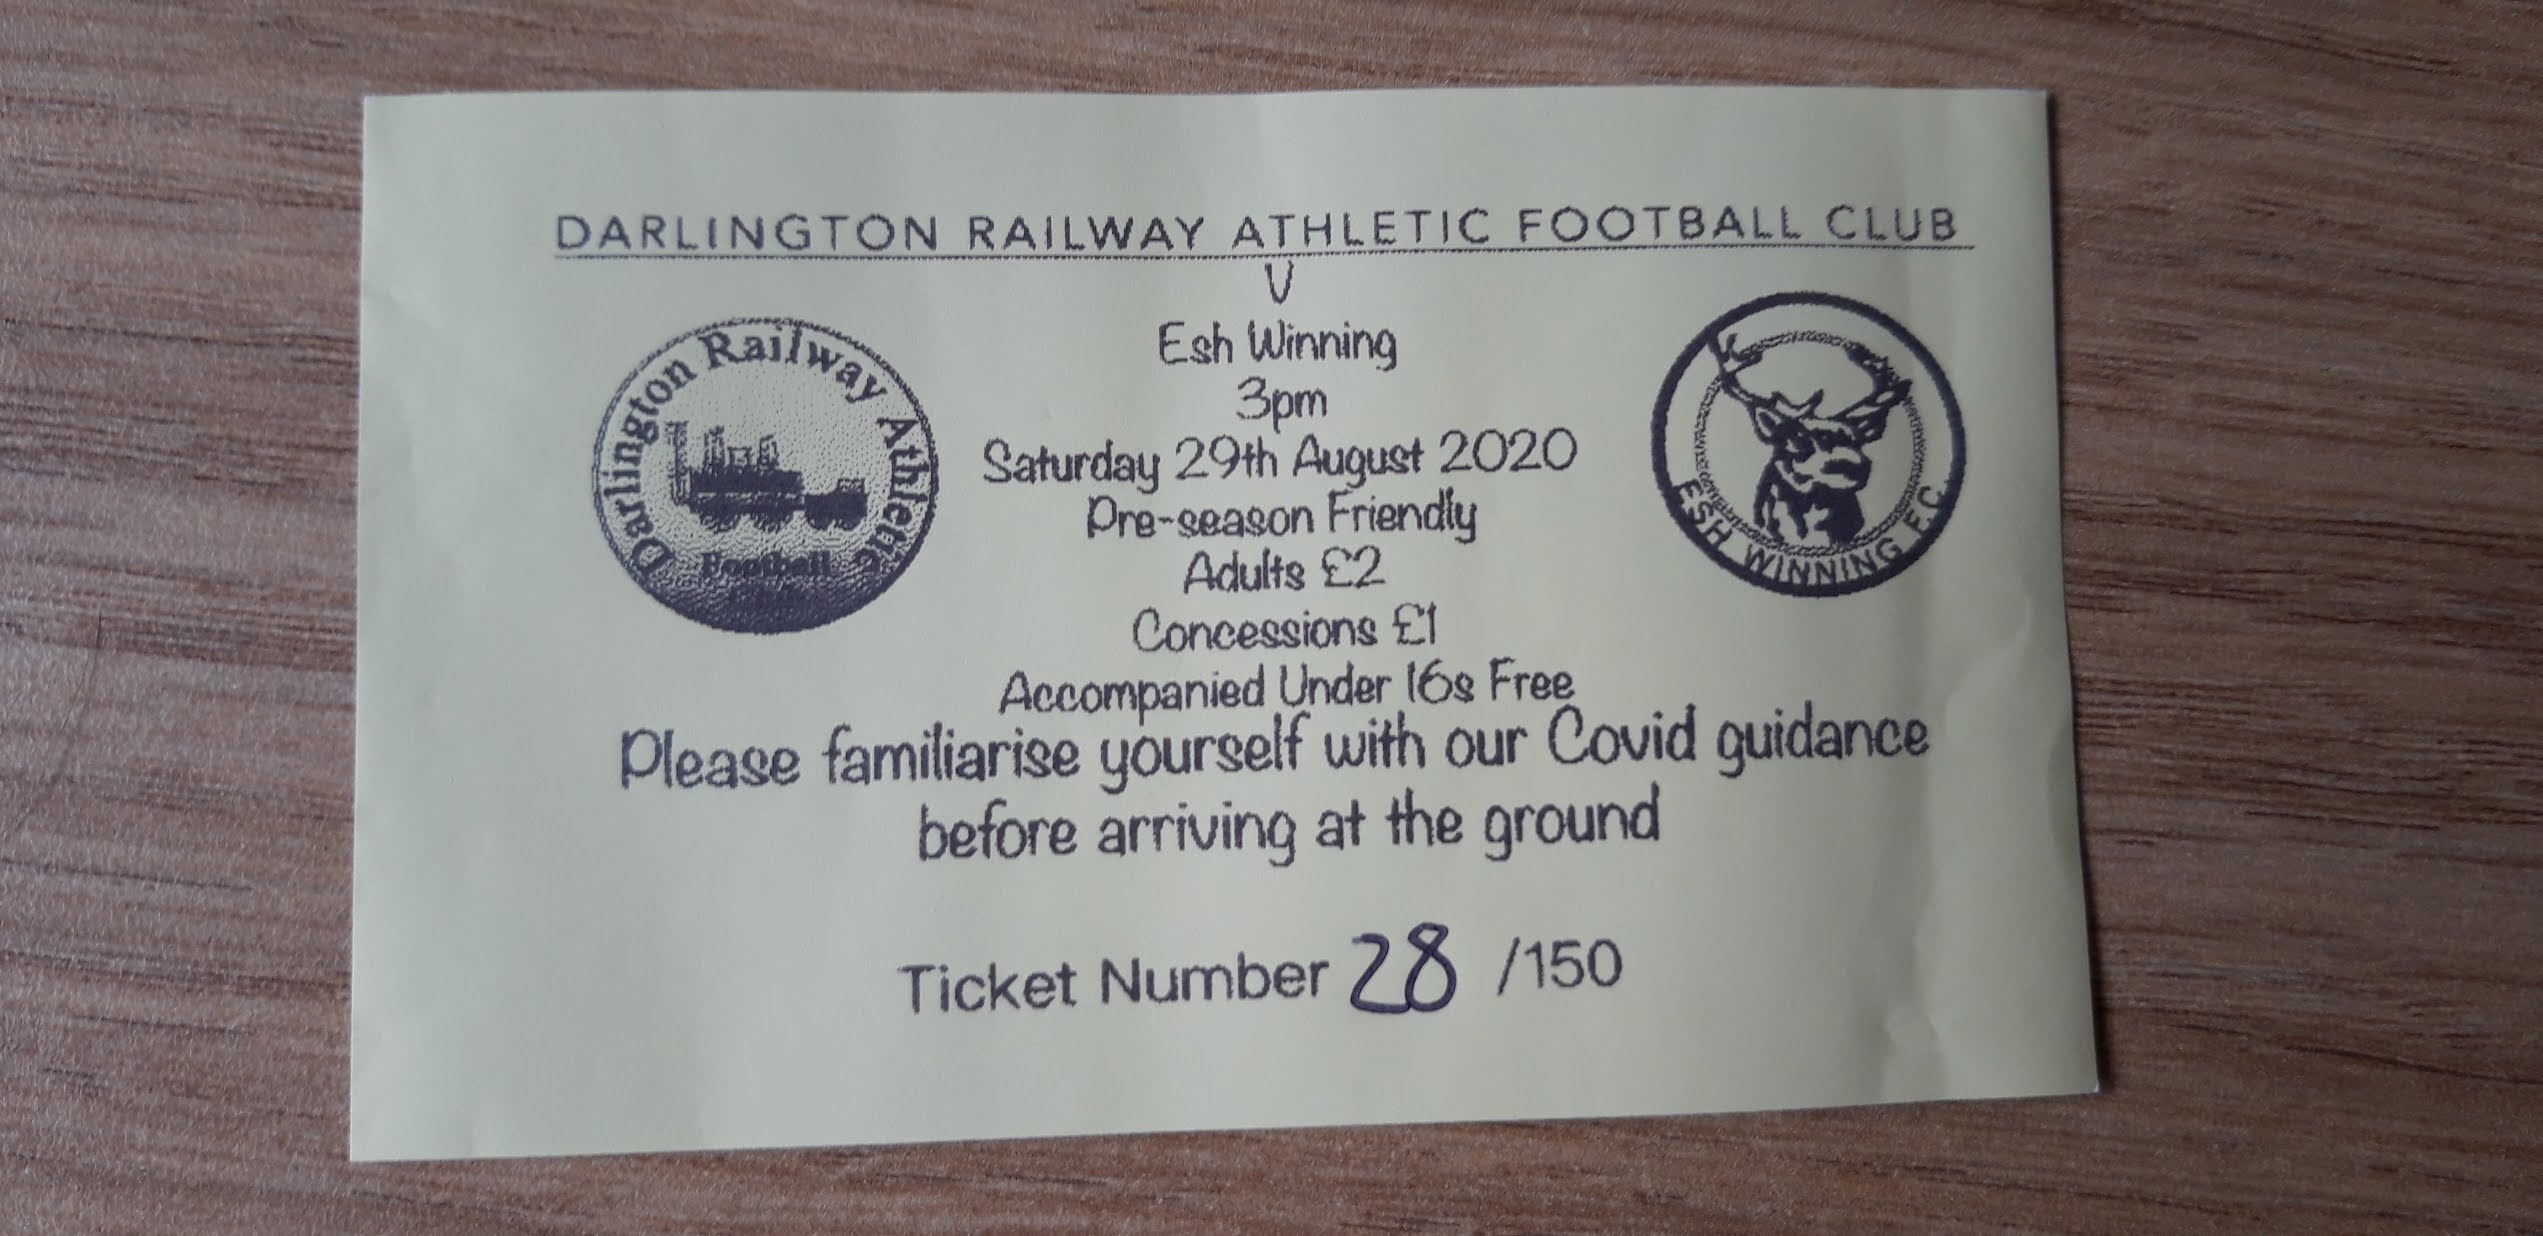 DARLINGTON RAILWAY ATHLETIC FOOTBALL CLUB
V
Esh Winning
3pm
Saturday 29th August 2020
Pre-season Friendly
Adults £2
Concessions £1
Accompanied Under 16s Free
Please familiarise yourself with our Covid guidance
before arriving at the ground
Ticket Number 28 /150
Darlington Railway Athletic
Football
ESH WINNING F.C.